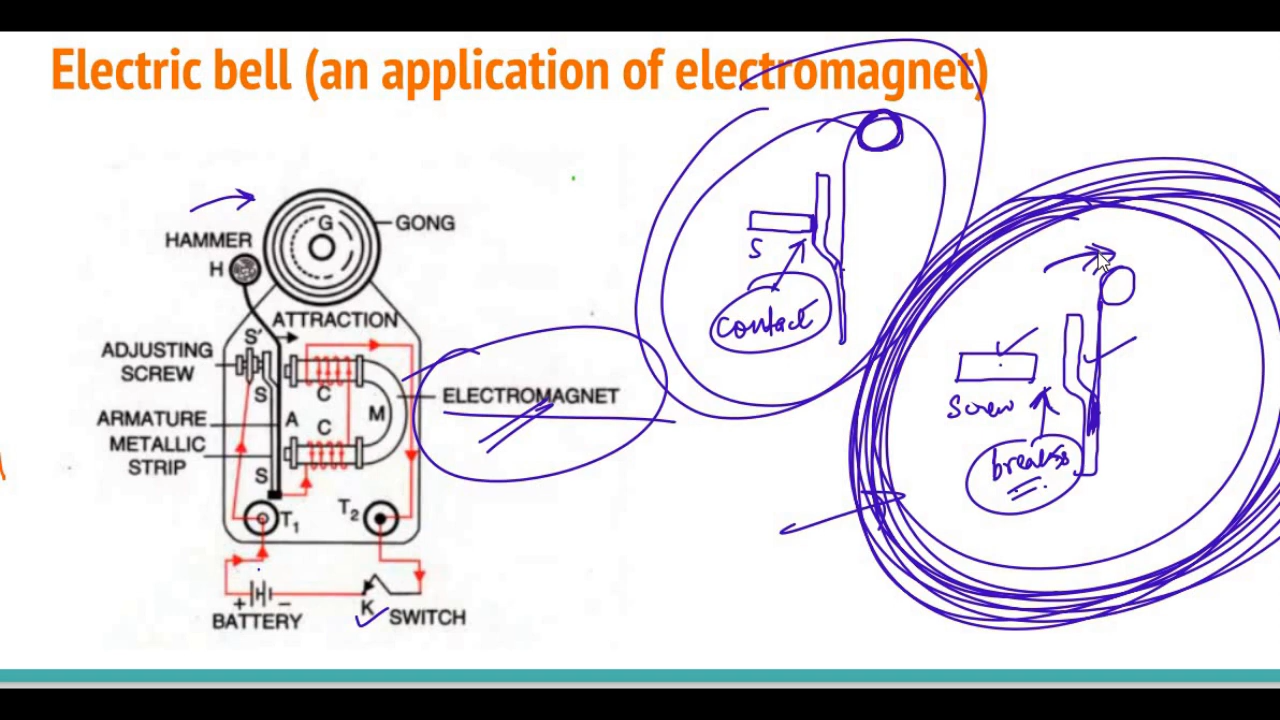 Electric bell (an application of electromagnet)
G
GONG
HAMMER
H
ATTRACTION
S'
ADJUSTING
SCREW
S
C
ELECTROMAGNET
ARMATURE
A
M
C
METALLIC
STRIP
S
T1
T2
+
−
K
BATTERY
SWITCH
S
contact
Screw
breaks